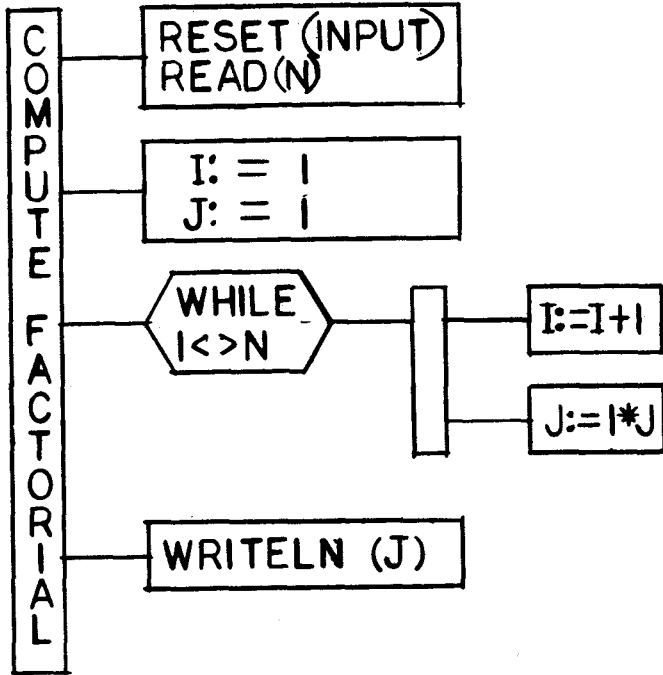 COMPUTE FACTORIAL
RESET (INPUT)
READ(N)
I: = 1
J: = 1
WHILE
I<>N
I:=I+1
J:=I*J
WRITELN (J)